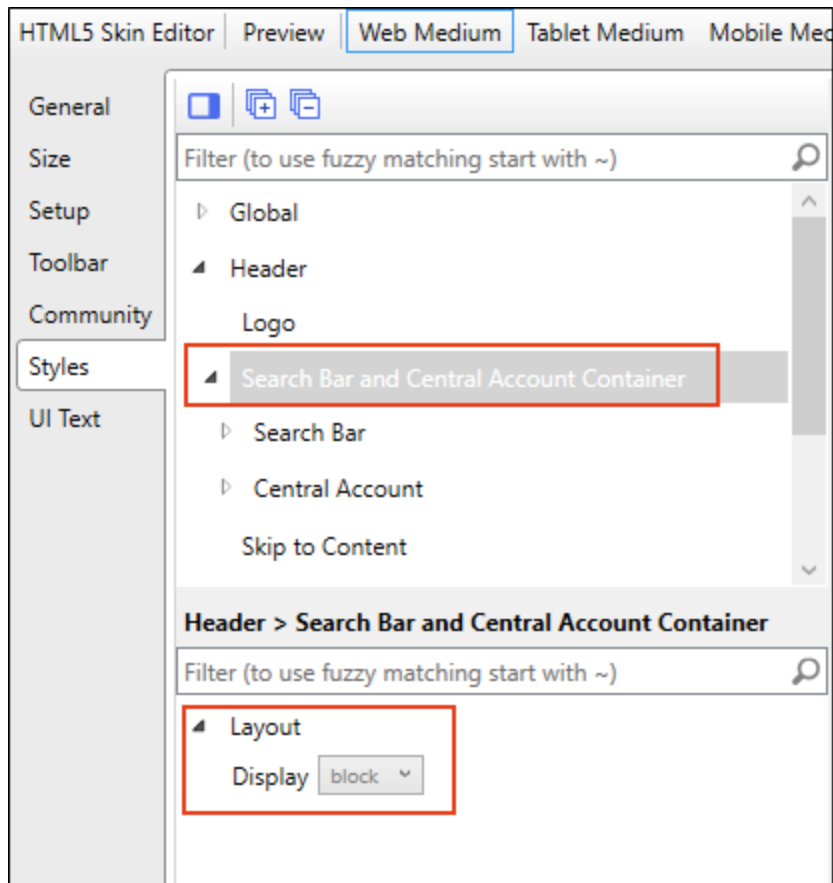 HTML5 Skin Editor Preview Web Medium Tablet Medium Mobile Med
General
Size
Setup
Toolbar
Community
Styles
UI Text
Filter (to use fuzzy matching start with ~)
Global
Header
Logo
Search Bar and Central Account Container
Search Bar
Central Account
Skip to Content
Header > Search Bar and Central Account Container
Filter (to use fuzzy matching start with ~)
Layout
Display block